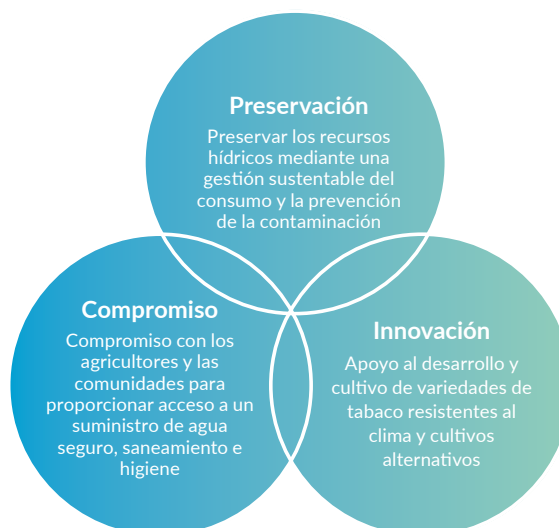 Preservación
Preservar los recursos
hídricos mediante una
gestión sustentable del
consumo y la prevención
de la contaminación
Compromiso
Compromiso con los
agricultores y las
comunidades para
proporcionar acceso a un
suministro de agua
seguro, saneamiento e
higiene
Innovación
Apoyo al desarrollo y
cultivo de variedades de
tabaco resistentes al
clima y cultivos
alternativos